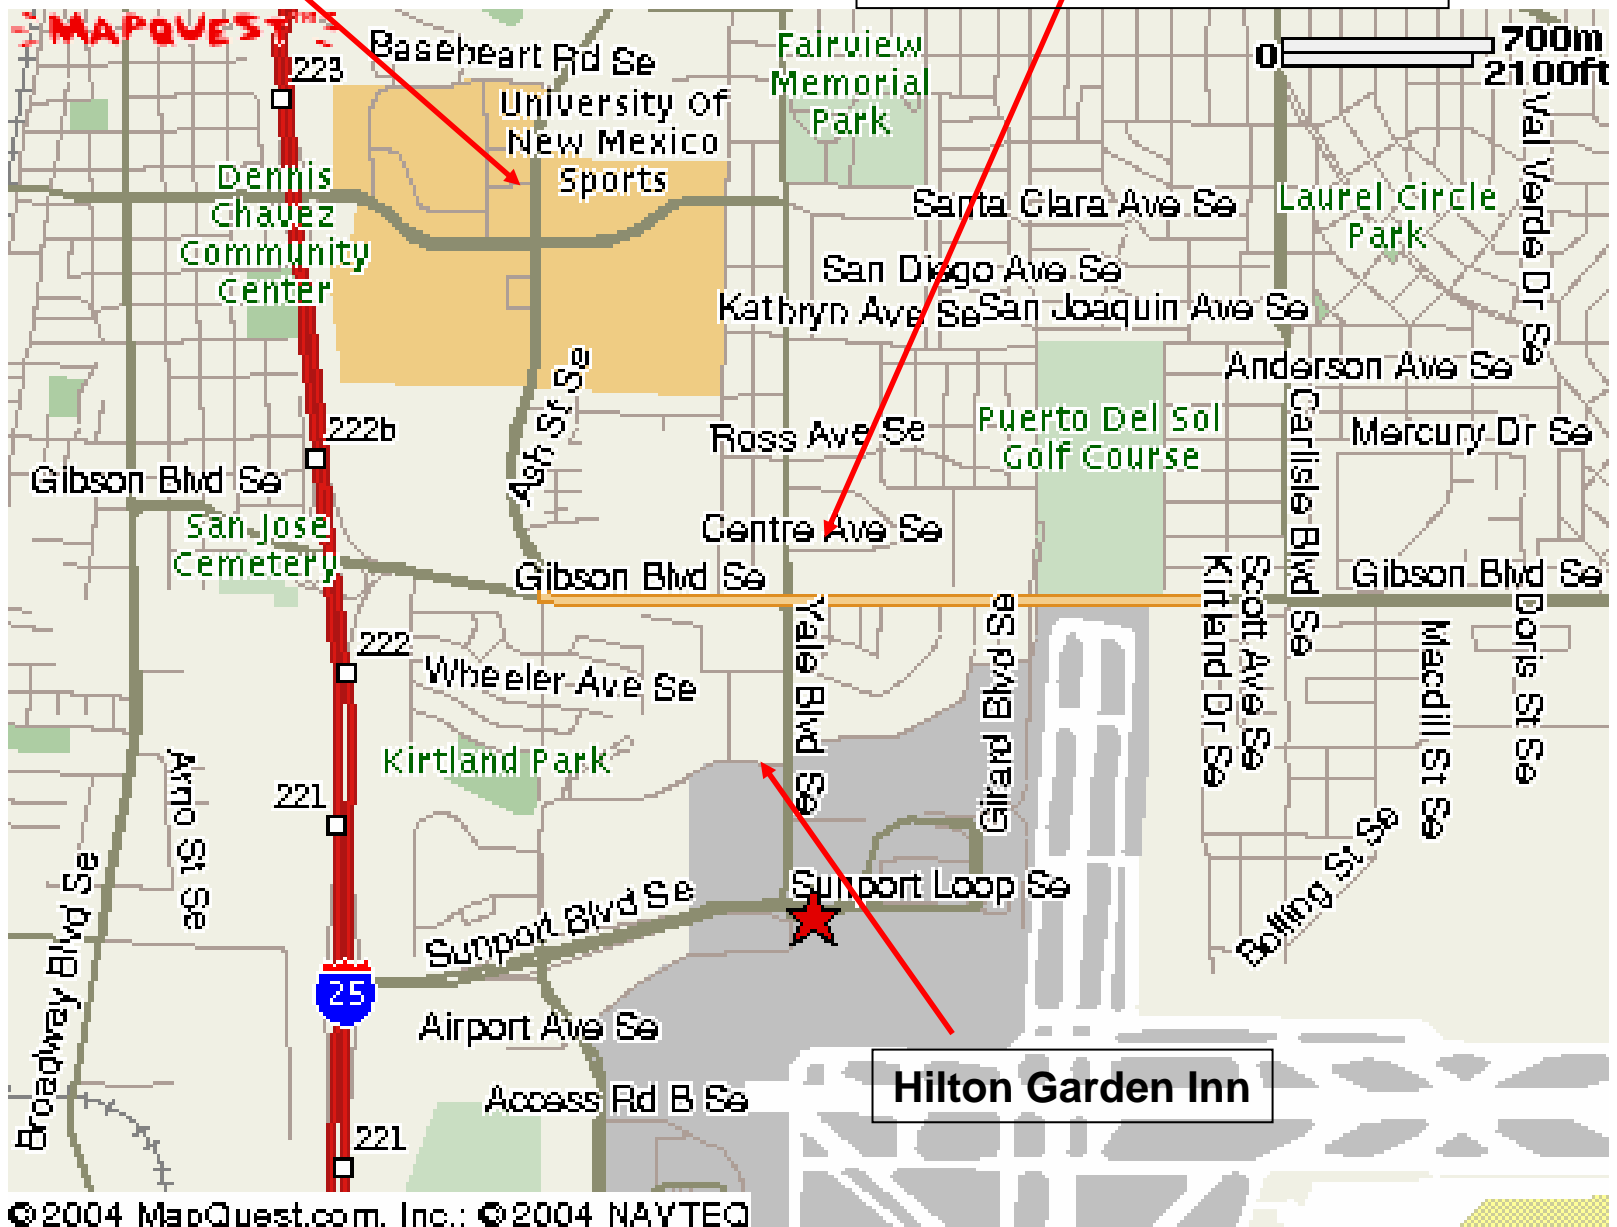 MAPQUEST TM
700m
0
2100ft
223
Baseheart Rd Se
Fairview
Memorial
Park
University Of
New Mexico
Sports
Val Verde Dr Se
Dennis
Chavez
Community
Center
Santa Clara Ave Se
Laurel Circle
Park
San Diego Ave Se
Kathryn Ave Se
San Joaquin Ave Se
Anderson Ave Se
Ash St Se
222b
Ross Ave Se
Puerto Del Sol
Golf Course
Carlisle Blvd Se
Mercury Dr Se
Gibson Blvd Se
San Jose
Cemetery
Centre Ave Se
Gibson Blvd Se
Gibson Blvd Se
Yale Blvd Se
Girard Blvd Se
Kirtland Dr Se
Scott Ave Se
Macdill St Se
Doris St Se
222
Wheeler Ave Se
Kirtland Park
Arno St Se
221
Bolling St Se
Sunport Loop Se
Sunport Blvd Se
Broadway Blvd Se
25
Airport Ave Se
Hilton Garden Inn
Access Rd B Se
221
©2004 MapQuest.com, Inc.; ©2004 NAVTEQ